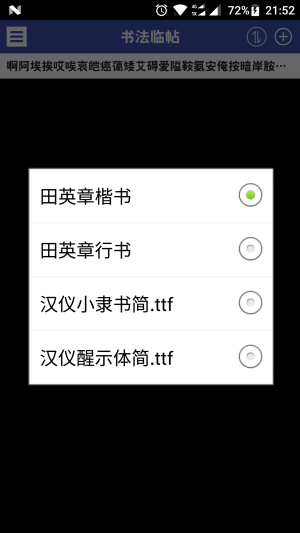 72% 21:52
书法临帖
啊阿埃挨哎唉哀皑癌蔼矮艾碍爱隘鞍氨安俺按暗岸胺…
田英章楷书
田英章行书
汉仪小隶书简.ttf
汉仪醒示体简.ttf